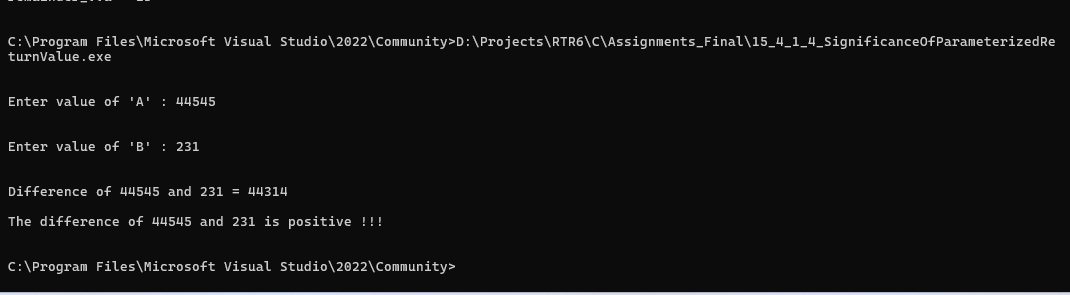 C:\Program Files\Microsoft Visual Studio\2022\Community>D:\Projects\RTR6\C\Assignments_Final\15_4_1_4_SignificanceOfParameterizedRe
turnValue.exe
Enter value of 'A' : 44545
Enter value of 'B' : 231
Difference of 44545 and 231 = 44314
The difference of 44545 and 231 is positive !!!
C:\Program Files\Microsoft Visual Studio\2022\Community>